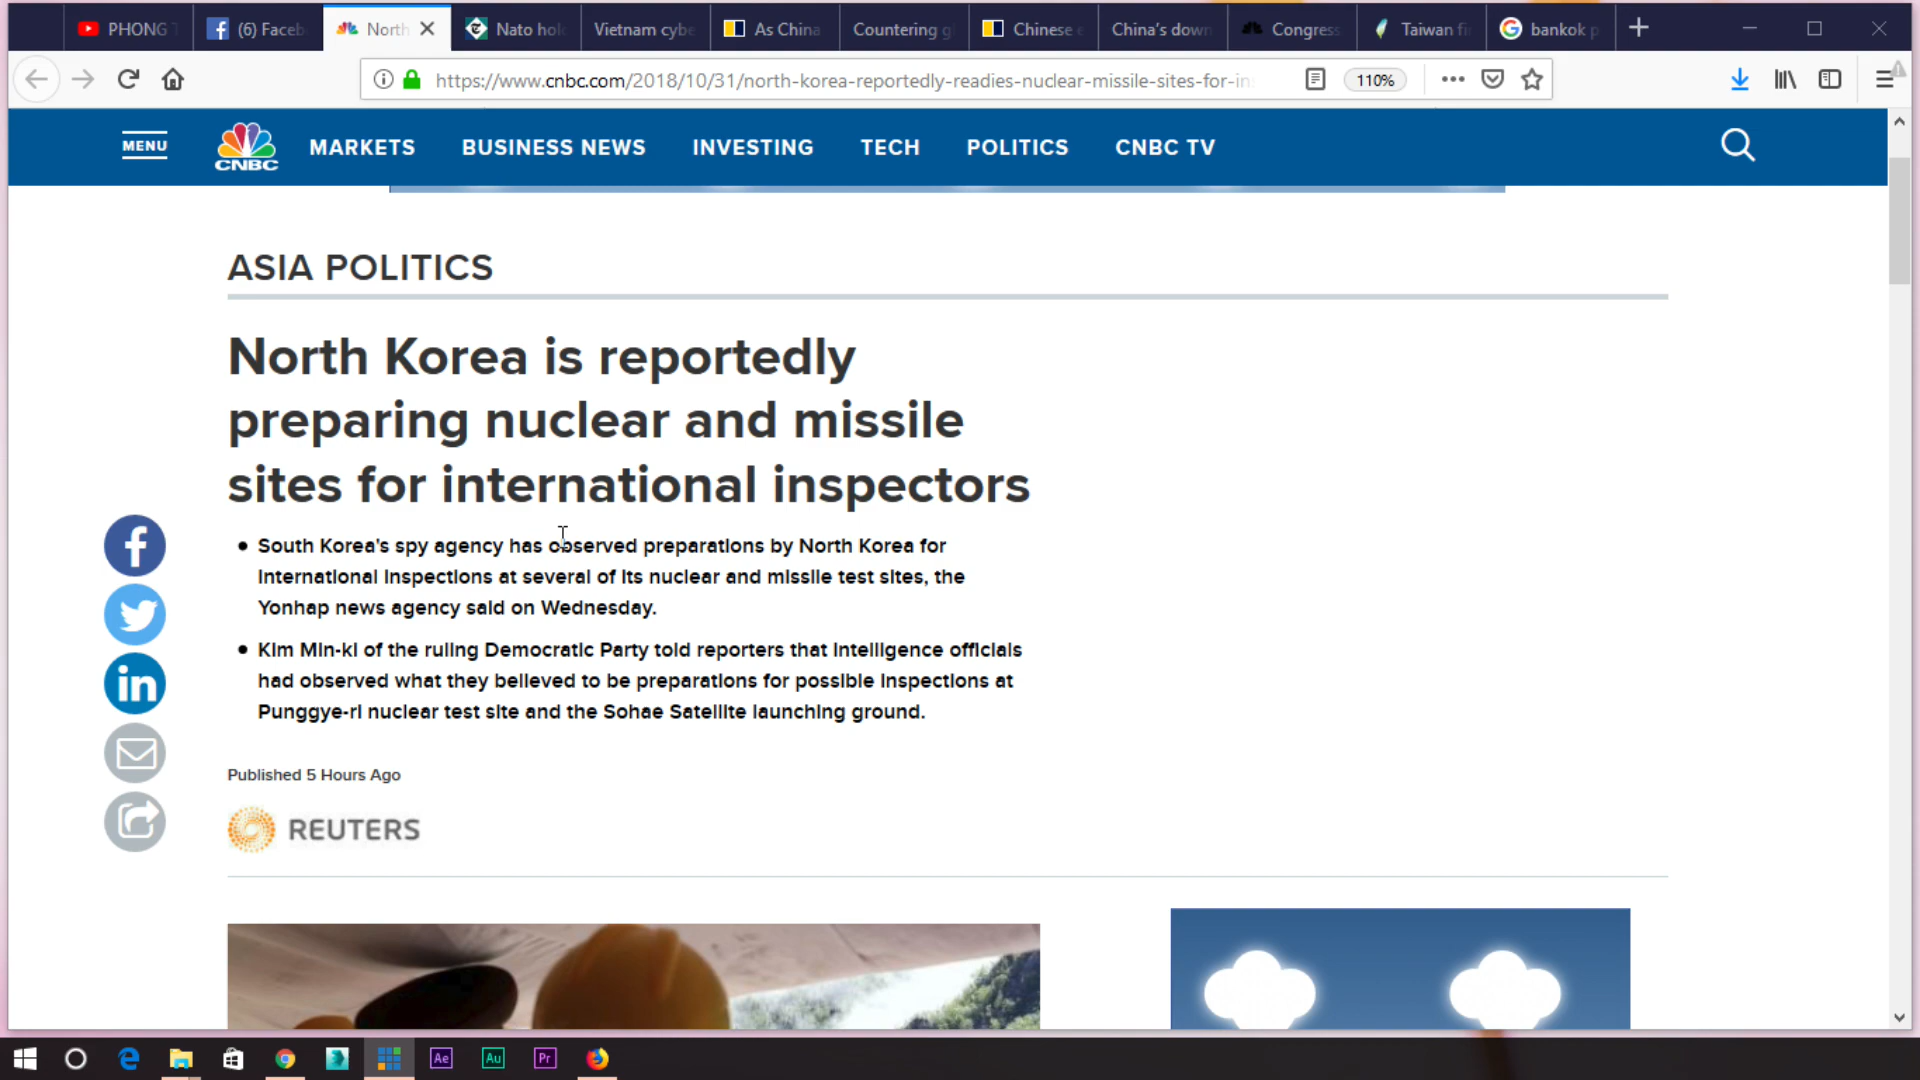 PHONG T
(6) Faceb
North
Nato hol
Vietnam cybe
As China
Countering g
Chinese e
China's down
Congress
Taiwan fi
bankok p
https://www.cnbc.com/2018/10/31/north-korea-reportedly-readies-nuclear-missile-sites-for-in
110%
MENU
CNBC
MARKETS
BUSINESS NEWS
INVESTING
TECH
POLITICS
CNBC TV
ASIA POLITICS
North Korea is reportedly
preparing nuclear and missile
sites for international inspectors
South Korea's spy agency has observed preparations by North Korea for
international inspections at several of its nuclear and missile test sites, the
Yonhap news agency said on Wednesday.
Kim Min-ki of the ruling Democratic Party told reporters that intelligence officials
had observed what they believed to be preparations for possible inspections at
Punggye-ri nuclear test site and the Sohae Satellite launching ground.
Published 5 Hours Ago
REUTERS
Ae
Au
Pr